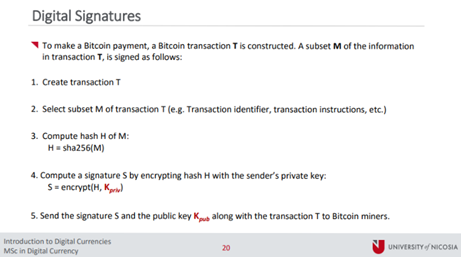 Digital Signatures
To make a Bitcoin payment, a Bitcoin transaction T is constructed. A subset M of the information
in transaction T, is signed as follows:
1. Create transaction T
2. Select subset M of transaction T (e.g. Transaction identifier, transaction instructions, etc.)
3. Compute hash H of M:
H = sha256(M)
4. Compute a signature S by encrypting hash H with the sender's private key:
S = encrypt(H, Kpriv)
5. Send the signature S and the public key Kpub along with the transaction T to Bitcoin miners.
Introduction to Digital Currencies
MSc in Digital Currency
20
UNIVERSITY of NICOSIA